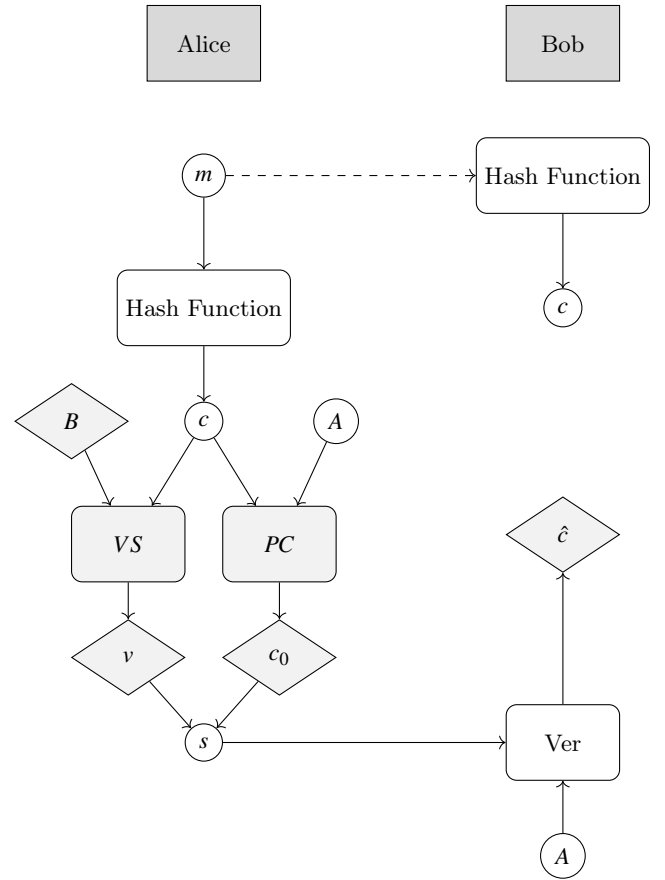 Alice
Bob
m
Hash Function
Hash Function
c
B
c
A
VS
PC
ĉ
v
c₀
s
Ver
A